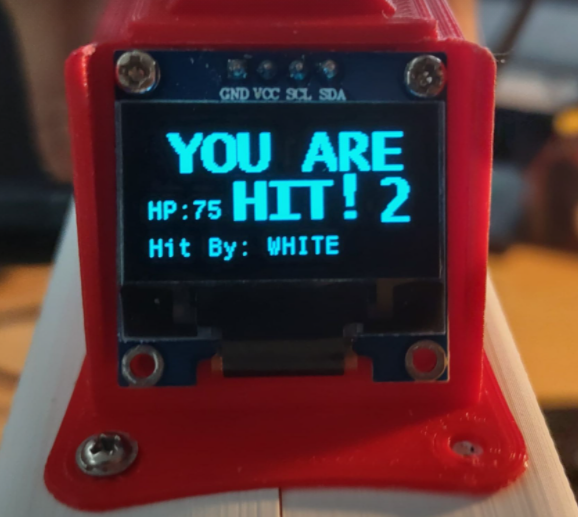 GND VCC SCL SDA
YOU ARE
HP:75 HIT! 2
Hit By: WHITE